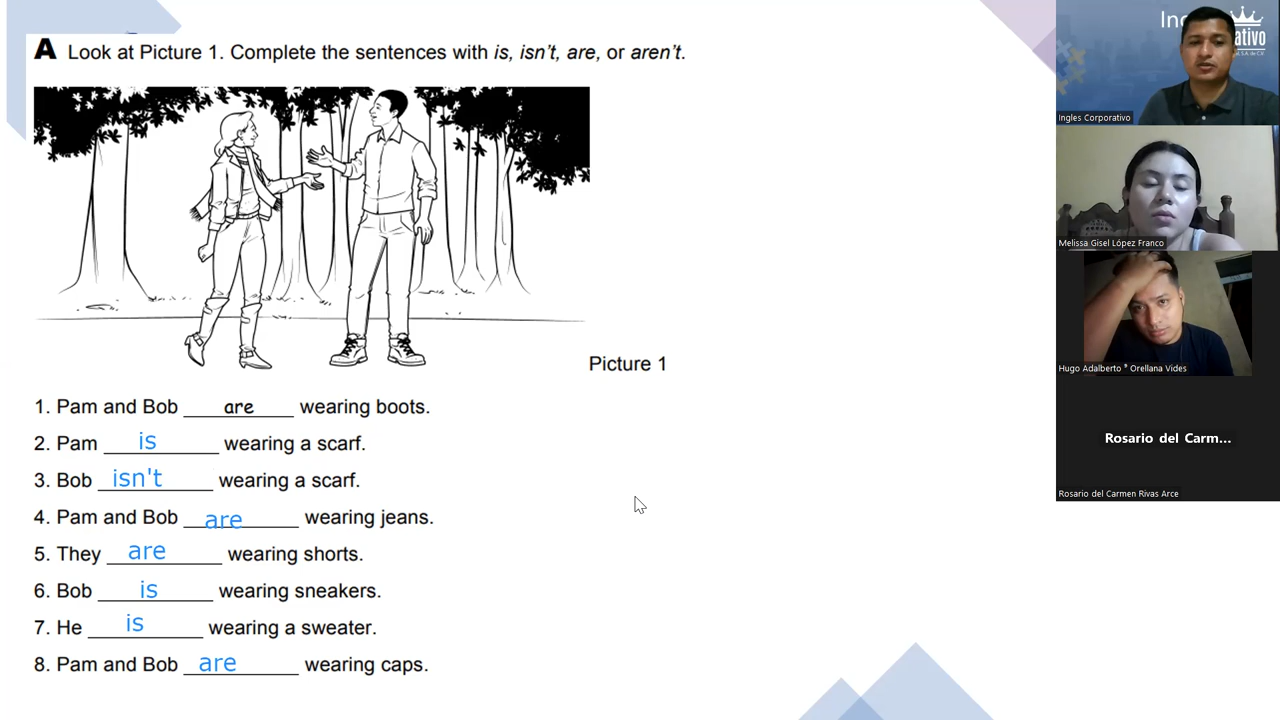 A Look at Picture 1. Complete the sentences with is, isn't, are, or aren't.
Picture 1
1. Pam and Bob are wearing boots.
2. Pam is wearing a scarf.
3. Bob isn't wearing a scarf.
4. Pam and Bob are wearing jeans.
5. They are wearing shorts.
6. Bob is wearing sneakers.
7. He is wearing a sweater.
8. Pam and Bob are wearing caps.
Ingles Corporativo
Melissa Gisel López Franco
Hugo Adalberto * Orellana Vides
Rosario del Carm...
Rosario del Carmen Rivas Arce